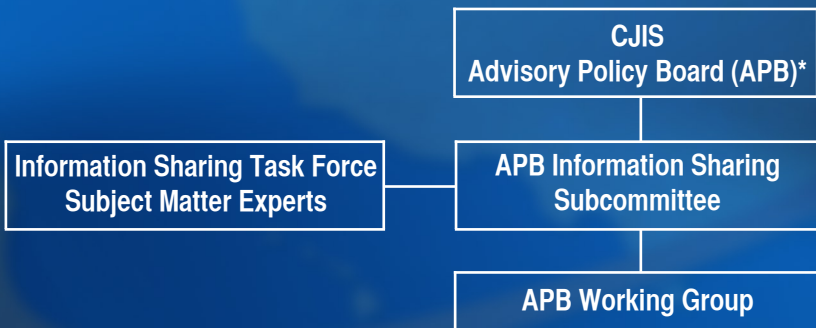 CJIS
Advisory Policy Board (APB)*
Information Sharing Task Force
Subject Matter Experts
APB Information Sharing
Subcommittee
APB Working Group